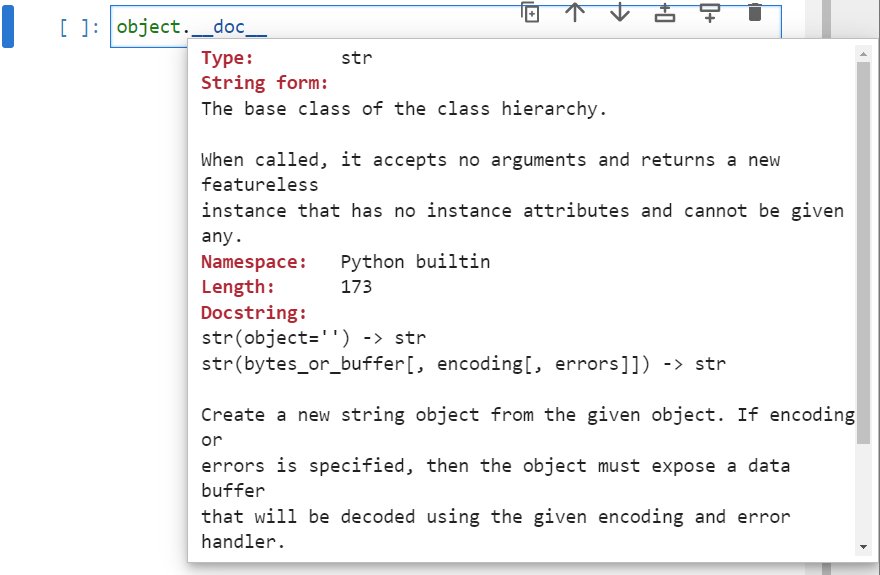 [ ]: object.__doc__
Type: str
String form:
The base class of the class hierarchy.
When called, it accepts no arguments and returns a new
featureless
instance that has no instance attributes and cannot be given
any.
Namespace: Python builtin
Length: 173
Docstring:
str(object='') -> str
str(bytes_or_buffer[, encoding[, errors]]) -> str
Create a new string object from the given object. If encoding
or
errors is specified, then the object must expose a data
buffer
that will be decoded using the given encoding and error
handler.